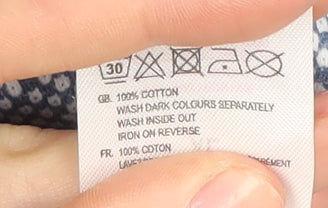 30
GB. 100% COTTON
WASH DARK COLOURS SEPARATELY
WASH INSIDE OUT
IRON ON REVERSE
FR. 100% COTON